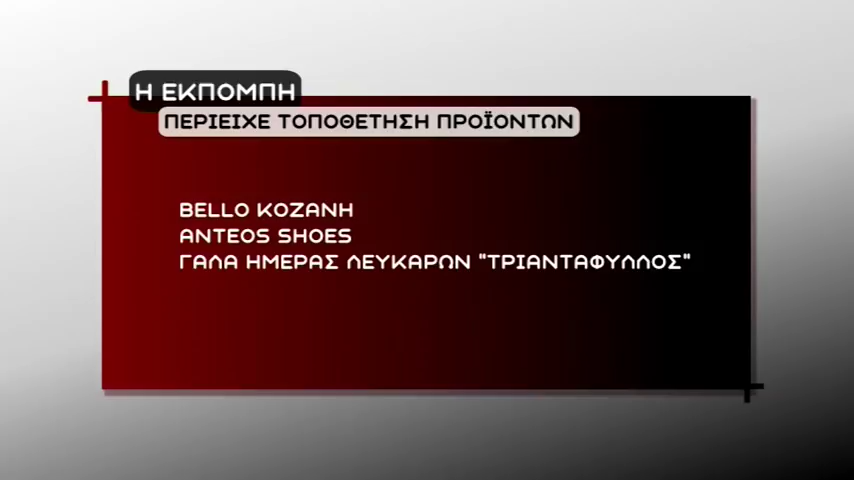 Η ΕΚΠΟΜΠΗ
ΠΕΡΙΕΙΧΕ ΤΟΠΟΘΕΤΗΣΗ ΠΡΟΪΟΝΤΩΝ
BELLO ΚΟΖΑΝΗ
ANTEOS SHOES
ΓΑΛΑ ΗΜΕΡΑΣ ΛΕΥΚΑΡΩΝ "ΤΡΙΑΝΤΑΦΥΛΛΟΣ"